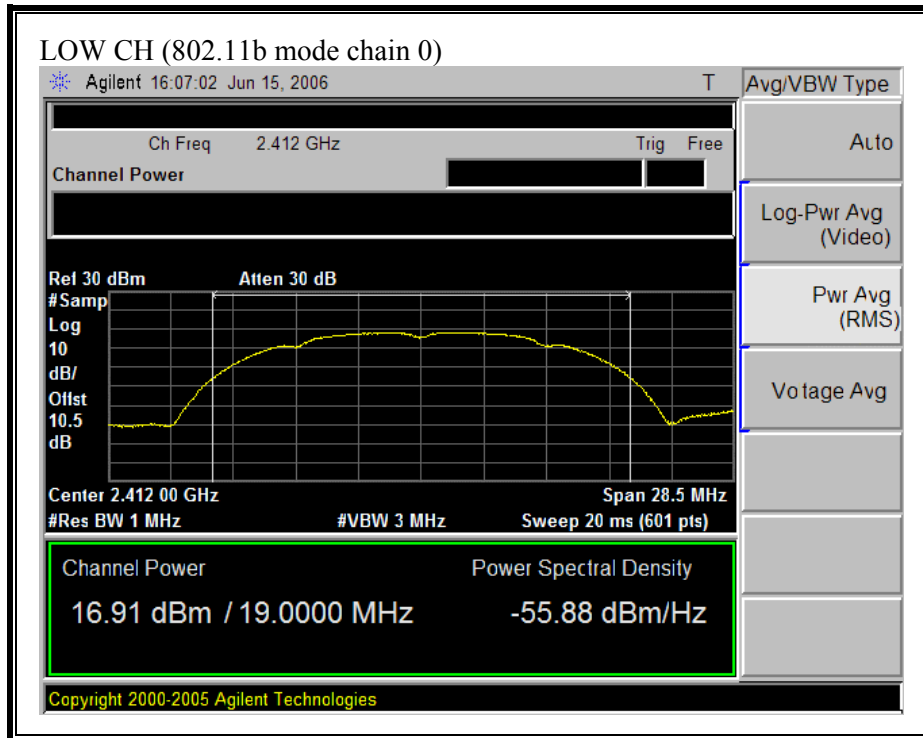 LOW CH (802.11b mode chain 0)
Agilent 16:07:02 Jun 15, 2006 T
Avg/VBW Type
Ch Freq 2.412 GHz Trig Free
Channel Power
Auto
Log-Pwr Avg
(Video)
Pwr Avg
(RMS)
Voltage Avg
Ref 30 dBm Atten 30 dB
#Samp
Log
10
dB/
Offst
10.5
dB
Center 2.412 00 GHz Span 28.5 MHz
#Res BW 1 MHz #VBW 3 MHz Sweep 20 ms (601 pts)
Channel Power Power Spectral Density
16.91 dBm / 19.0000 MHz -55.88 dBm/Hz
Copyright 2000-2005 Agilent Technologies